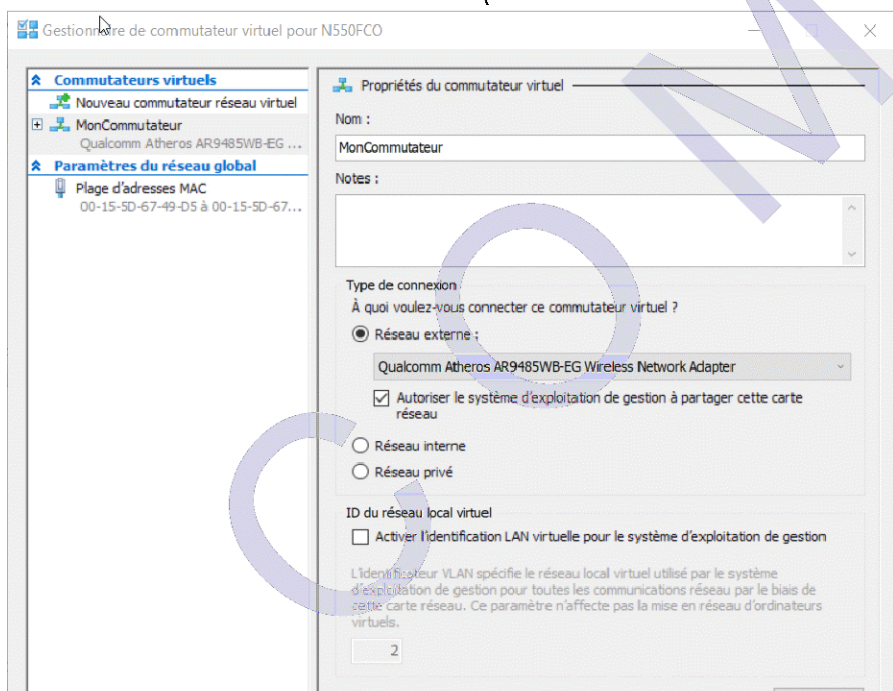 Gestionnaire de commutateur virtuel pour N550FCO
Commutateurs virtuels
Nouveau commutateur réseau virtuel
MonCommutateur
Qualcomm Atheros AR9485WB-EG ...
Paramètres du réseau global
Plage d'adresses MAC
00-15-5D-67-49-D5 à 00-15-5D-67...
Propriétés du commutateur virtuel
Nom :
MonCommutateur
Notes :
Type de connexion
À quoi voulez-vous connecter ce commutateur virtuel ?
Réseau externe :
Qualcomm Atheros AR9485WB-EG Wireless Network Adapter
Autoriser le système d'exploitation de gestion à partager cette carte
réseau
Réseau interne
Réseau privé
ID du réseau local virtuel
Activer l'identification LAN virtuelle pour le système d'exploitation de gestion
L'identificateur VLAN spécifie le réseau local virtuel utilisé par le système
d'exploitation de gestion pour toutes les communications réseau par le biais de
cette carte réseau. Ce paramètre n'affecte pas la mise en réseau d'ordinateurs
virtuels.
2
COM